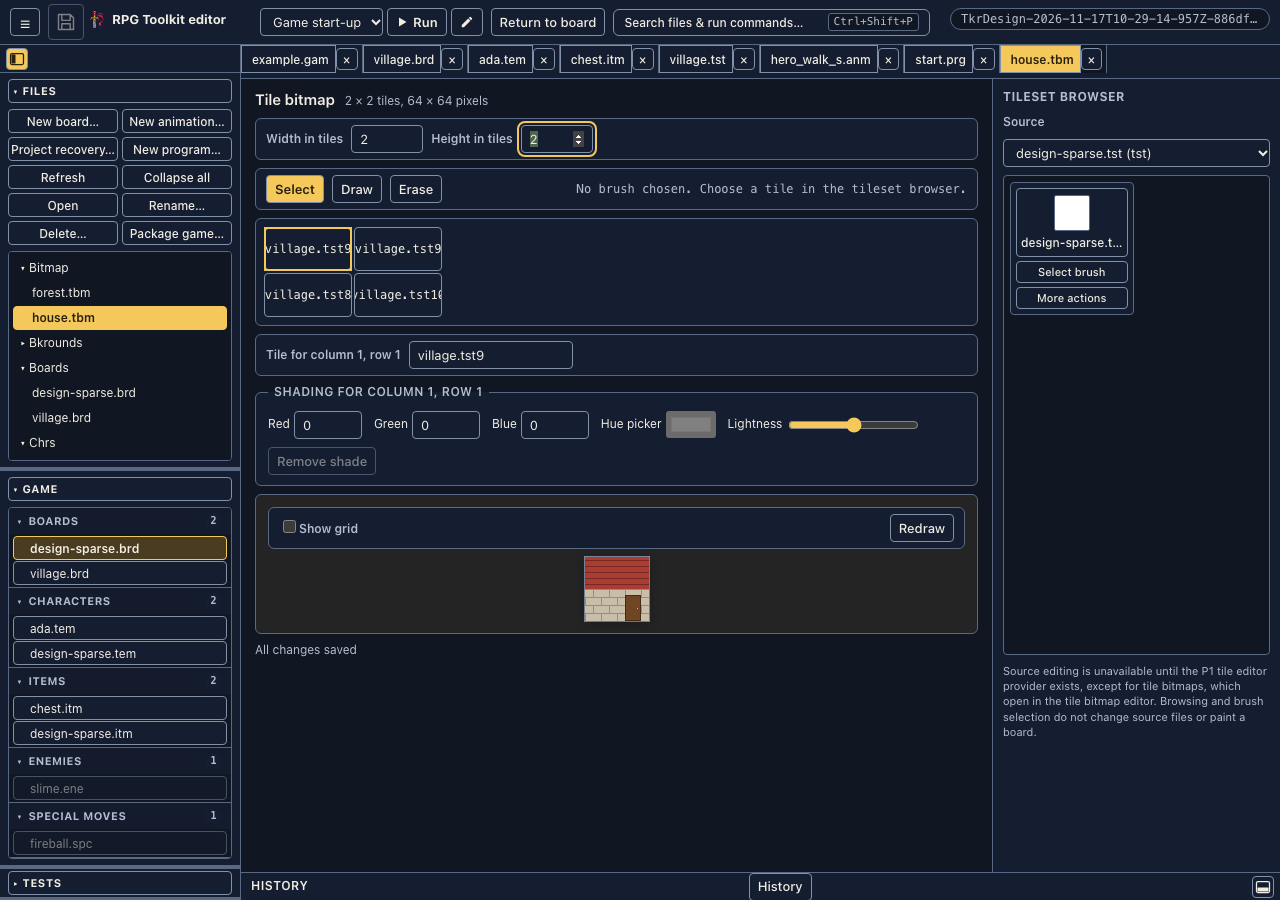 RPG Toolkit editor
Game start-up
Run
Return to board
Search files & run commands... Ctrl+Shift+P
TkrDesign-2026-11-17T10-29-14-957Z-886df…
example.gam ×
village.brd ×
ada.tem ×
chest.itm ×
village.tst ×
hero_walk_s.anm ×
start.prg ×
house.tbm ×
FILES
New board... New animation...
Project recovery... New program...
Refresh Collapse all
Open Rename...
Delete... Package game...
Bitmap
forest.tbm
house.tbm
Bkrounds
Boards
design-sparse.brd
village.brd
Chrs
GAME
BOARDS 2
design-sparse.brd
village.brd
CHARACTERS 2
ada.tem
design-sparse.tem
ITEMS 2
chest.itm
design-sparse.itm
ENEMIES 1
slime.ene
SPECIAL MOVES 1
fireball.spc
TESTS
Tile bitmap 2 × 2 tiles, 64 × 64 pixels
Width in tiles 2 Height in tiles 2
Select Draw Erase No brush chosen. Choose a tile in the tileset browser.
village.tst9 village.tst9
village.tst8 village.tst10
Tile for column 1, row 1 village.tst9
SHADING FOR COLUMN 1, ROW 1
Red 0 Green 0 Blue 0 Hue picker Lightness
Remove shade
Show grid Redraw
All changes saved
TILESET BROWSER
Source
design-sparse.tst (tst)
design-sparse.t...
Select brush
More actions
Source editing is unavailable until the P1 tile editor
provider exists, except for tile bitmaps, which
open in the tile bitmap editor. Browsing and brush
selection do not change source files or paint a
board.
HISTORY History